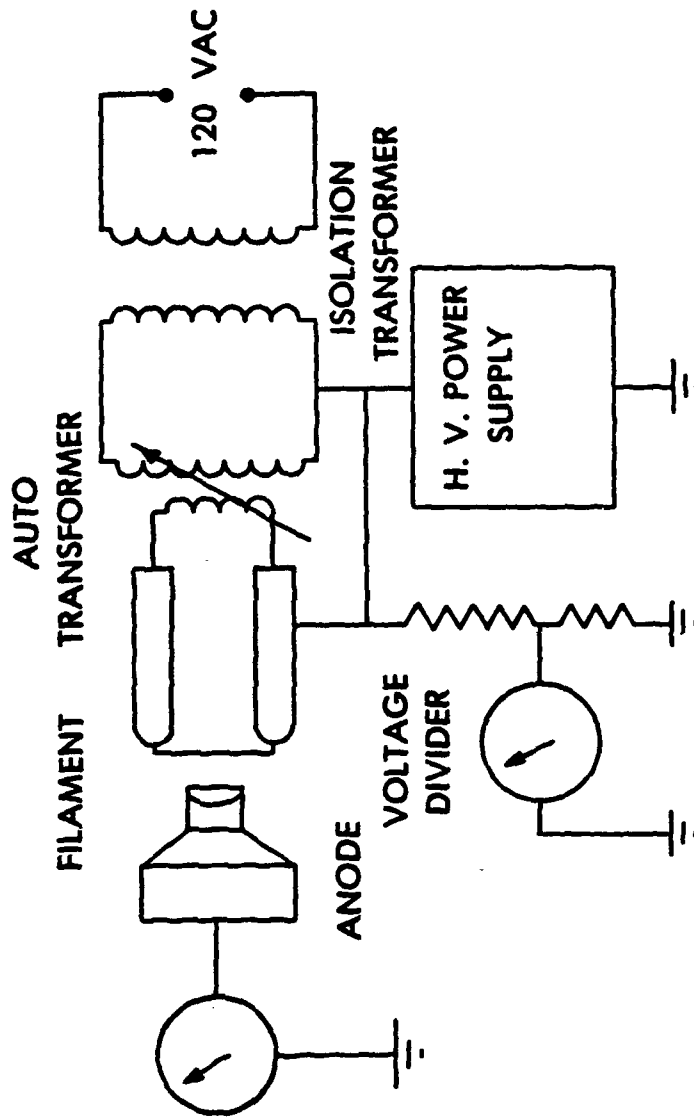 120 VAC
ISOLATION
TRANSFORMER
AUTO
TRANSFORMER
H. V. POWER
SUPPLY
FILAMENT
VOLTAGE
DIVIDER
ANODE